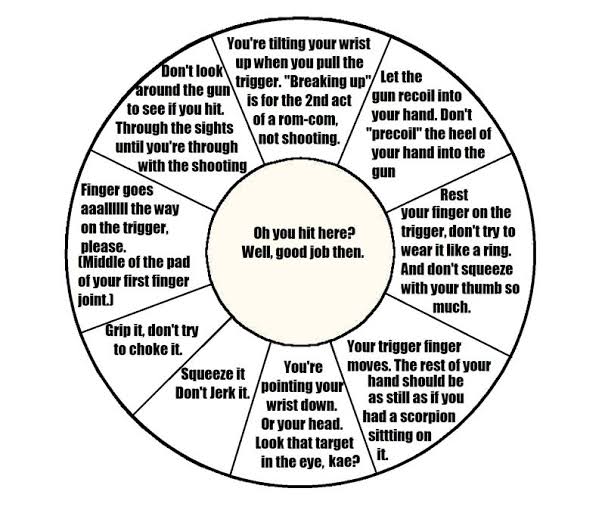 You're tilting your wrist
up when you pull the
trigger. "Breaking up"
is for the 2nd act
of a rom-com,
not shooting.
Let the
gun recoil into
your hand. Don't
"precoil" the heel of
your hand into the
gun
Rest
your finger on the
trigger, don't try to
wear it like a ring.
And don't squeeze
with your thumb so
much.
Your trigger finger
moves. The rest of your
hand should be
as still as if you
had a scorpion
sittting on
it.
You're
pointing your
wrist down.
Or your head.
Look that target
in the eye, kae?
Squeeze it
Don't Jerk it.
Grip it, don't try
to choke it.
Finger goes
aaallllll the way
on the trigger,
please.
(Middle of the pad
of your first finger
joint.)
Don't look
around the gun
to see if you hit.
Through the sights
until you're through
with the shooting
Oh you hit here?
Well, good job then.